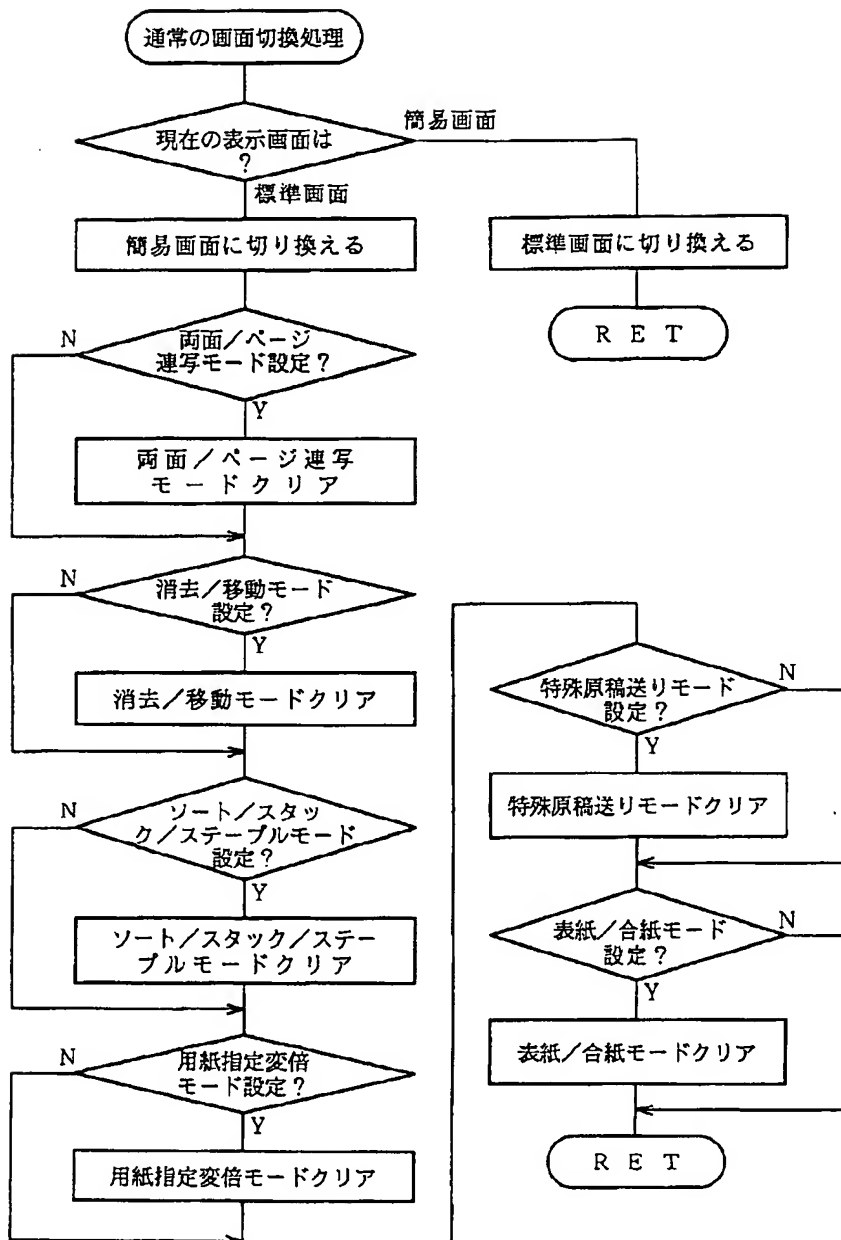 通常の画面切換処理
現在の表示画面は
?
簡易画面
標準画面
簡易画面に切り換える
標準画面に切り換える
RET
N
両面/ページ
連写モード設定?
Y
両面/ページ連写
モードクリア
N
消去/移動モード
設定?
Y
消去/移動モードクリア
N
ソート/スタッ
ク/ステープルモード
設定?
Y
ソート/スタック/ステー
プルモードクリア
N
用紙指定変倍
モード設定?
Y
用紙指定変倍モードクリア
特殊原稿送りモード
設定?
N
Y
特殊原稿送りモードクリア
表紙/合紙モード
設定?
N
Y
表紙/合紙モードクリア
RET